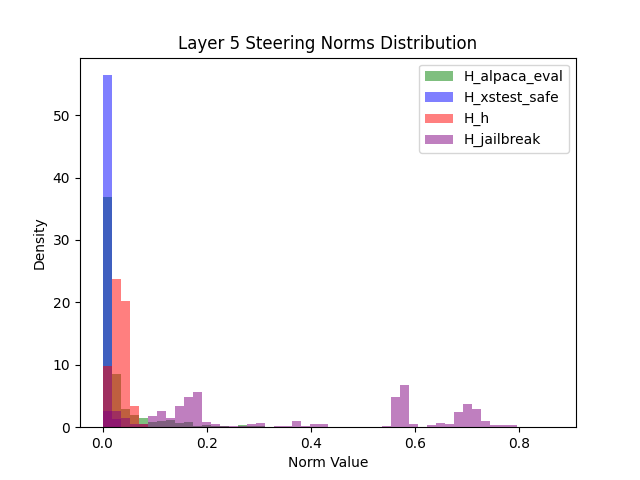 Layer 5 Steering Norms Distribution
H_alpaca_eval
H_xstest_safe
H_h
H_jailbreak
Density
50
40
30
20
10
0
0.0 0.2 0.4 0.6 0.8
Norm Value